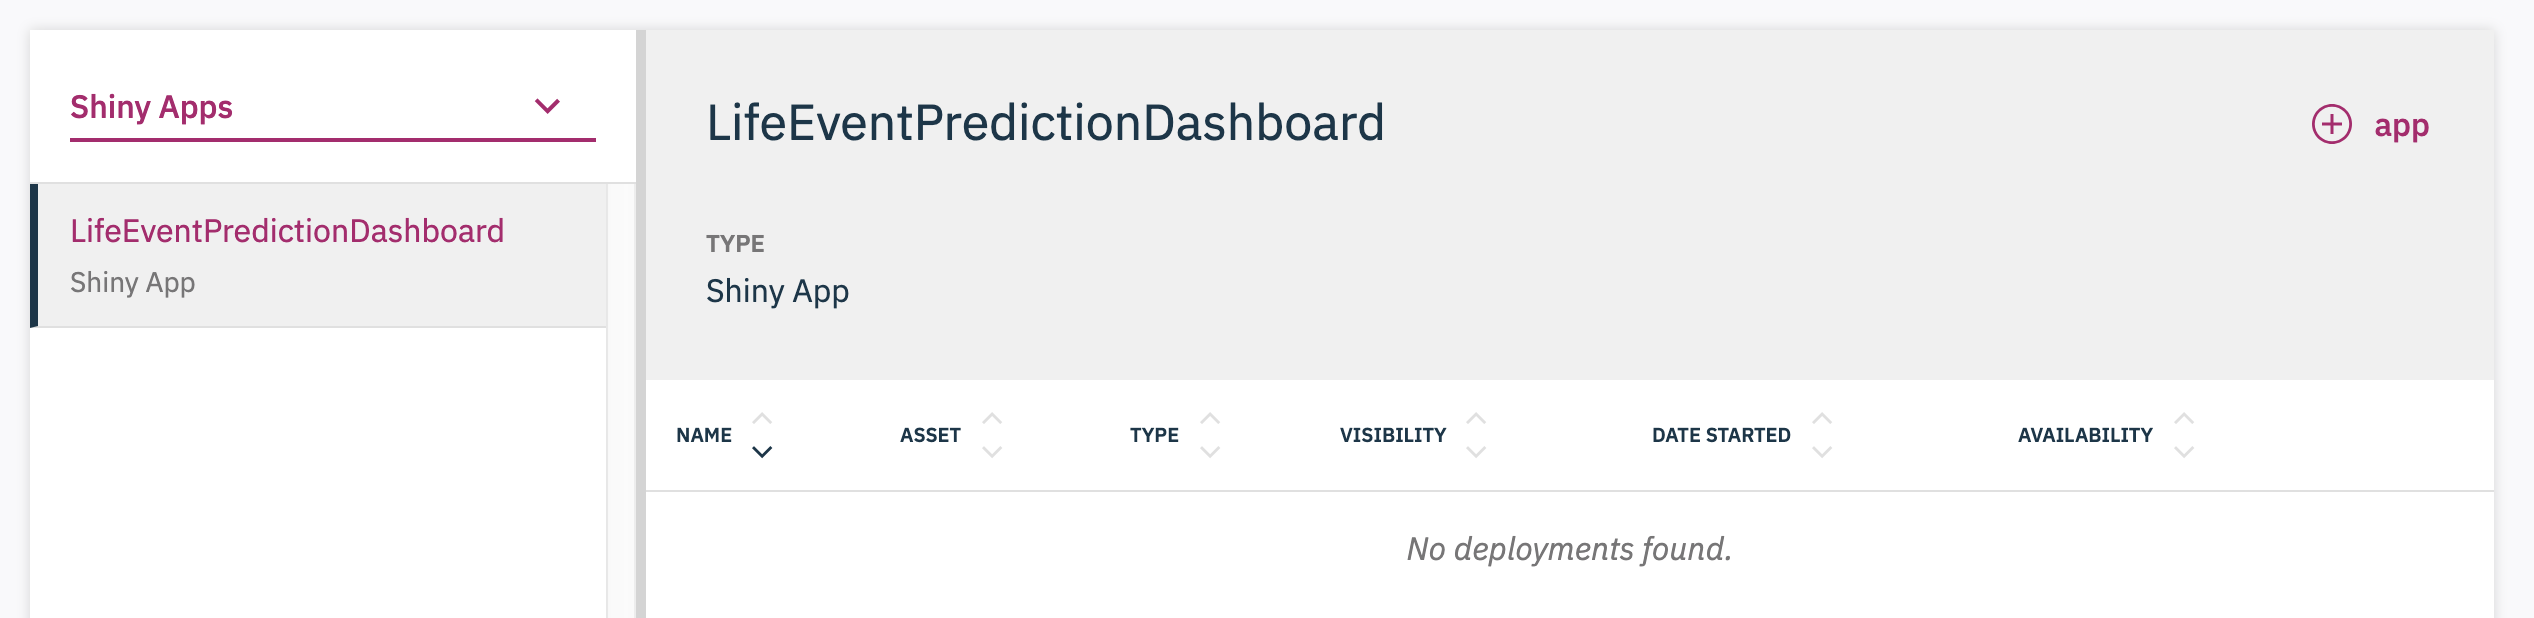 Shiny Apps
LifeEventPredictionDashboard
Shiny App
LifeEventPredictionDashboard
app
TYPE
Shiny App
NAME ASSET TYPE VISIBILITY DATE STARTED AVAILABILITY
No deployments found.